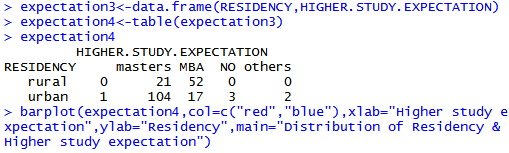 > expectation3<-data.frame(RESIDENCY,HIGHER.STUDY.EXPECTATION)
> expectation4<-table(expectation3)
> expectation4
         HIGHER.STUDY.EXPECTATION
RESIDENCY     masters MBA  NO others
    rural   0      21  52   0      0
    urban   1     104  17   3      2
> barplot(expectation4,col=c("red","blue"),xlab="Higher study e
xpectation",ylab="Residency",main="Distribution of Residency &
Higher study expectation")